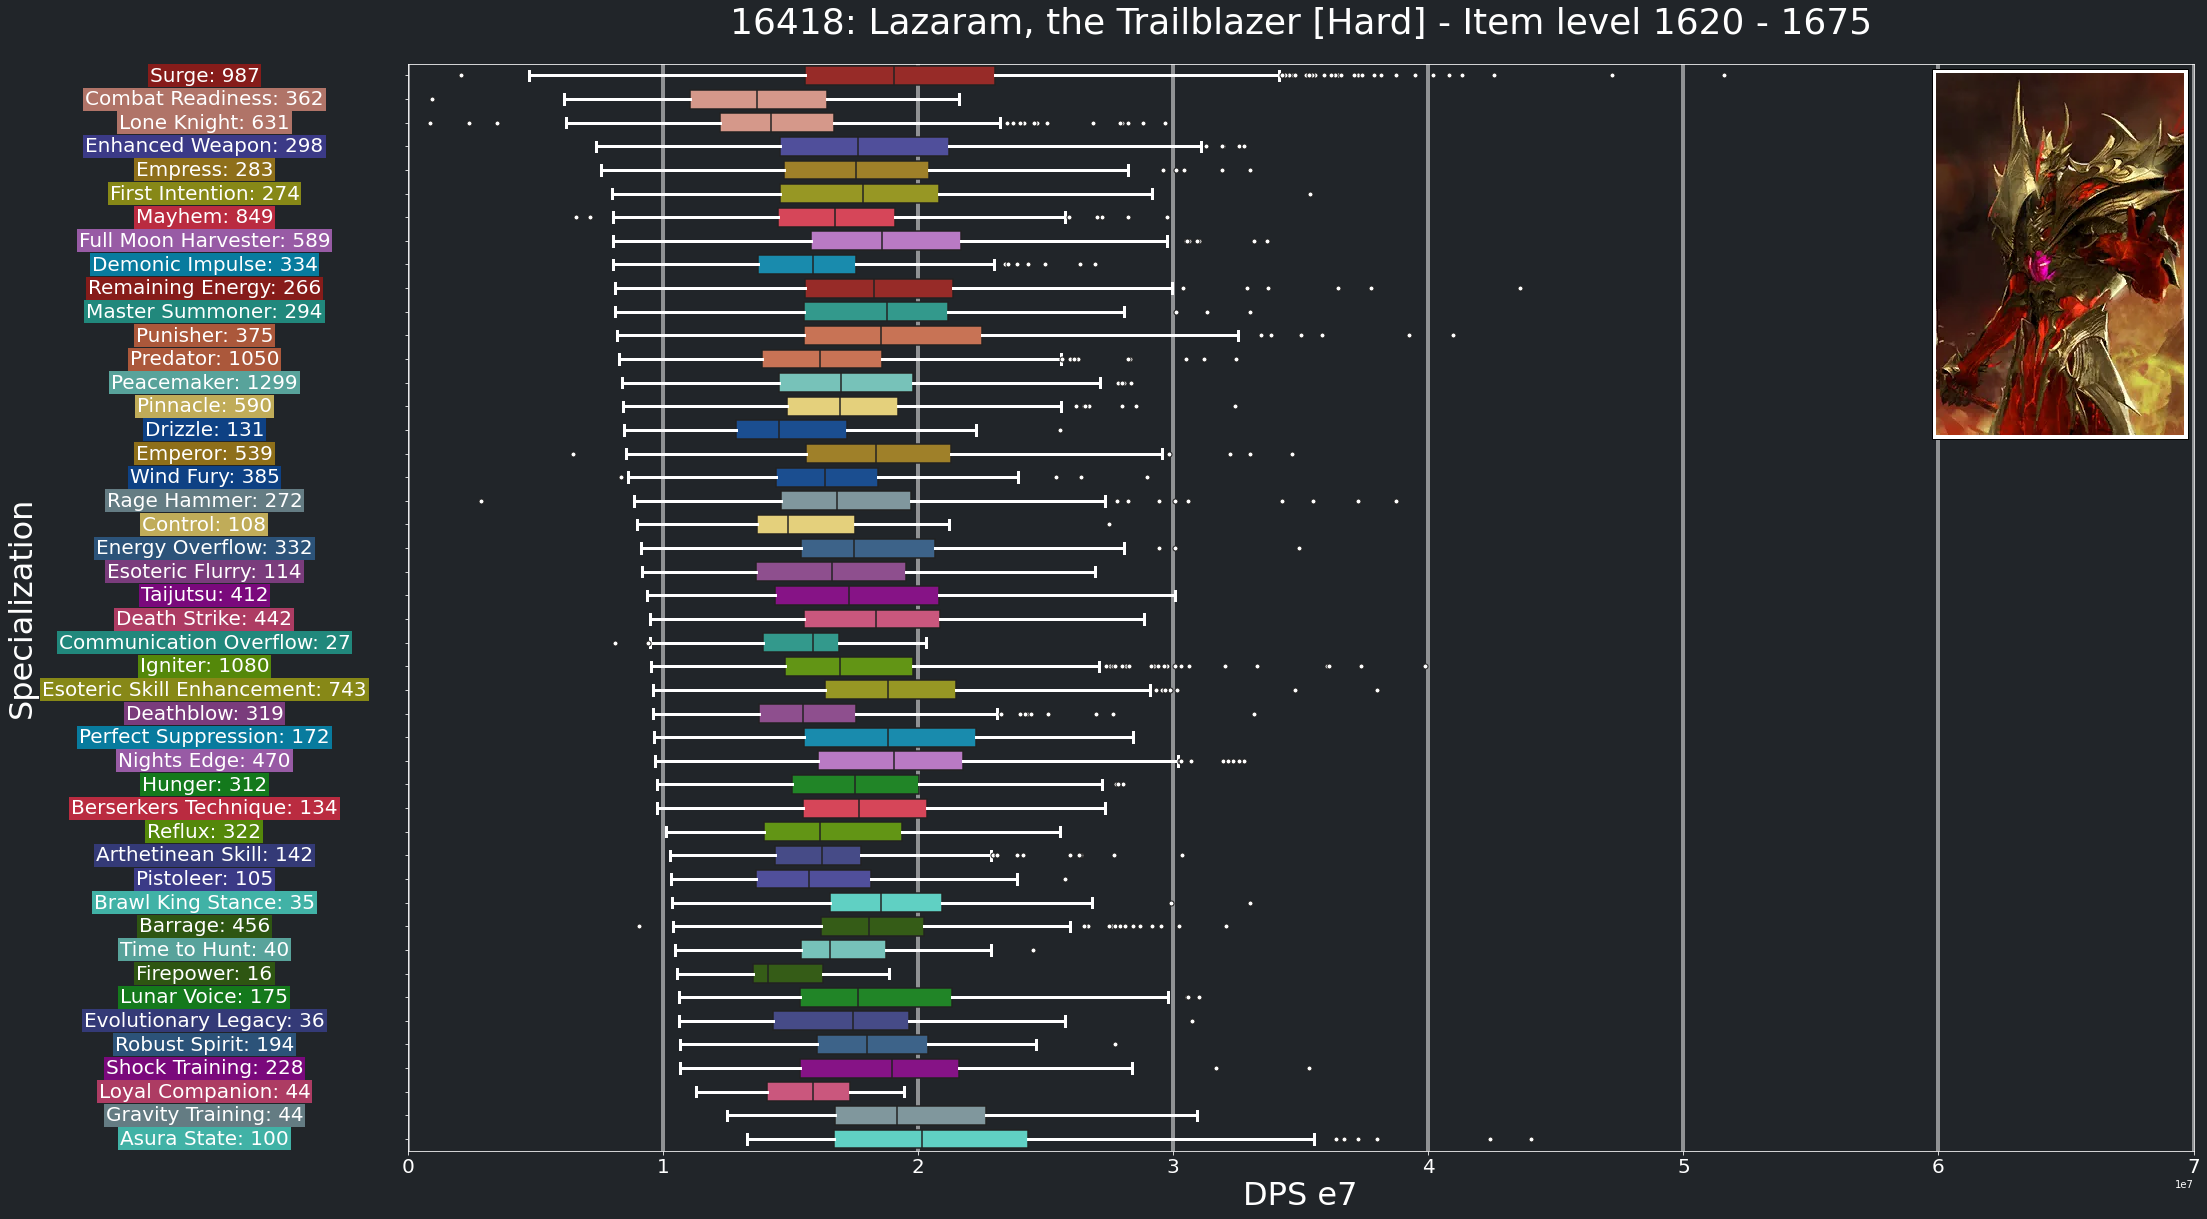 16418: Lazaram, the Trailblazer [Hard] - Item level 1620 - 1675
Specialization
Surge: 987
Combat Readiness: 362
Lone Knight: 631
Enhanced Weapon: 298
Empress: 283
First Intention: 274
Mayhem: 849
Full Moon Harvester: 589
Demonic Impulse: 334
Remaining Energy: 266
Master Summoner: 294
Punisher: 375
Predator: 1050
Peacemaker: 1299
Pinnacle: 590
Drizzle: 131
Emperor: 539
Wind Fury: 385
Rage Hammer: 272
Control: 108
Energy Overflow: 332
Esoteric Flurry: 114
Taijutsu: 412
Death Strike: 442
Communication Overflow: 27
Igniter: 1080
Esoteric Skill Enhancement: 743
Deathblow: 319
Perfect Suppression: 172
Nights Edge: 470
Hunger: 312
Berserkers Technique: 134
Reflux: 322
Arthetinean Skill: 142
Pistoleer: 105
Brawl King Stance: 35
Barrage: 456
Time to Hunt: 40
Firepower: 16
Lunar Voice: 175
Evolutionary Legacy: 36
Robust Spirit: 194
Shock Training: 228
Loyal Companion: 44
Gravity Training: 44
Asura State: 100
0 1 2 3 4 5 6 7
1e7
DPS e7